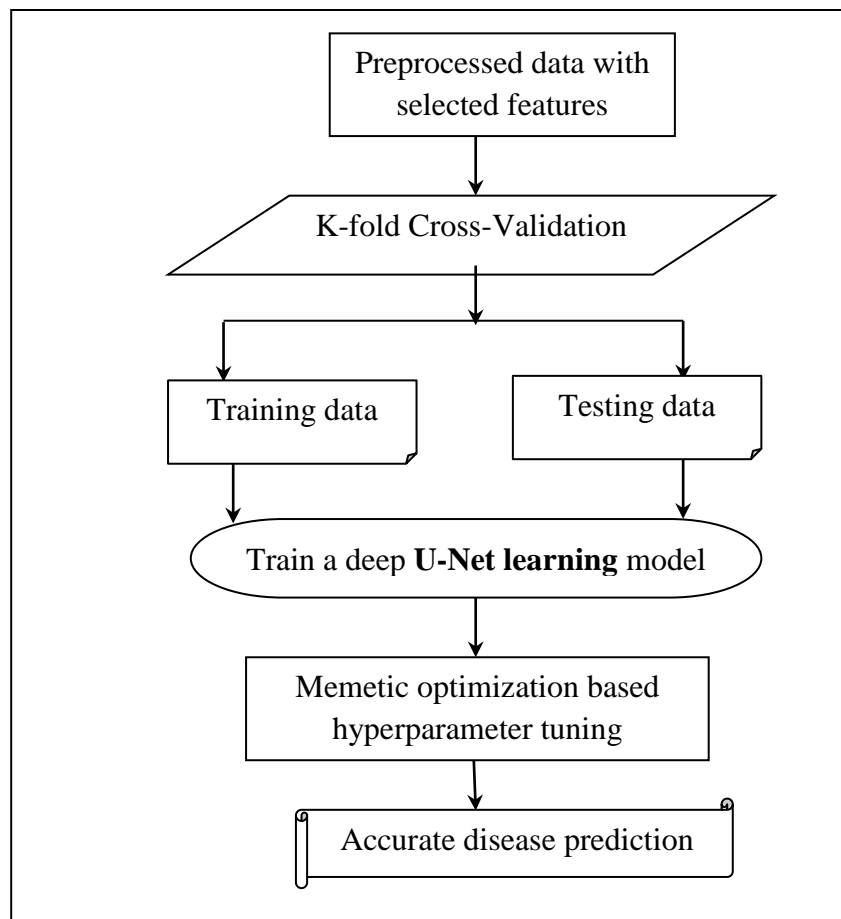 Preprocessed data with
selected features
K-fold Cross-Validation
Training data
Testing data
Train a deep U-Net learning model
Memetic optimization based
hyperparameter tuning
Accurate disease prediction